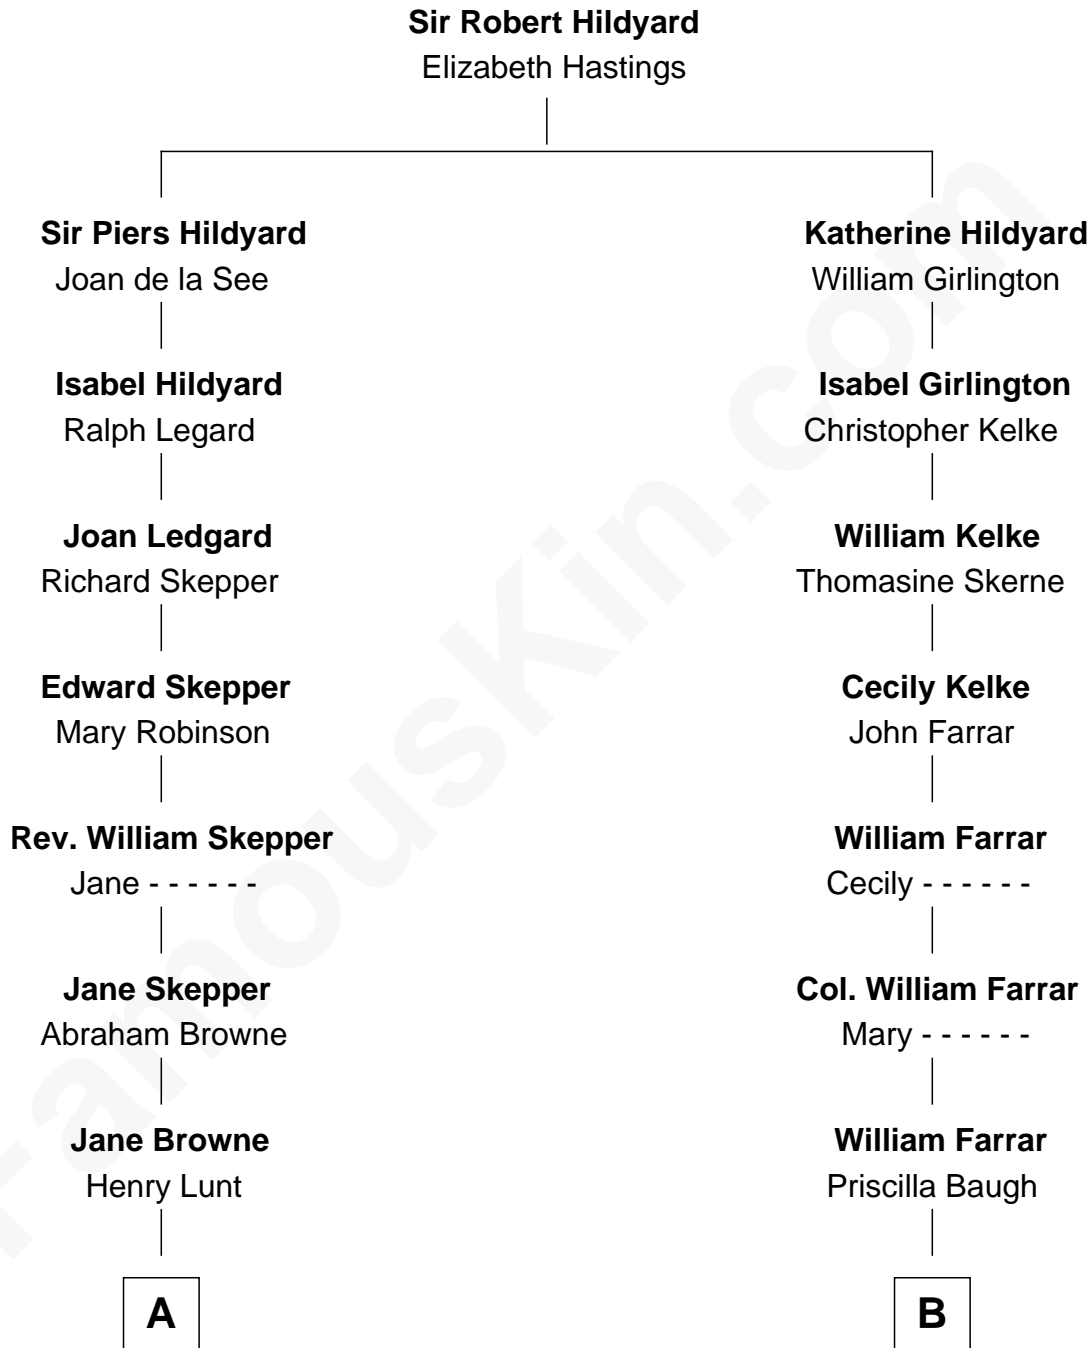 Sir Robert Hildyard
Elizabeth Hastings
Sir Piers Hildyard
Joan de la See
Katherine Hildyard
William Girlington
Isabel Hildyard
Ralph Legard
Isabel Girlington
Christopher Kelke
Joan Ledgard
Richard Skepper
William Kelke
Thomasine Skerne
Edward Skepper
Mary Robinson
Cecily Kelke
John Farrar
Rev. William Skepper
Jane - - - - - -
William Farrar
Cecily - - - - - -
Jane Skepper
Abraham Browne
Col. William Farrar
Mary - - - - - -
Jane Browne
Henry Lunt
William Farrar
Priscilla Baugh
A
B
FamousKin.com